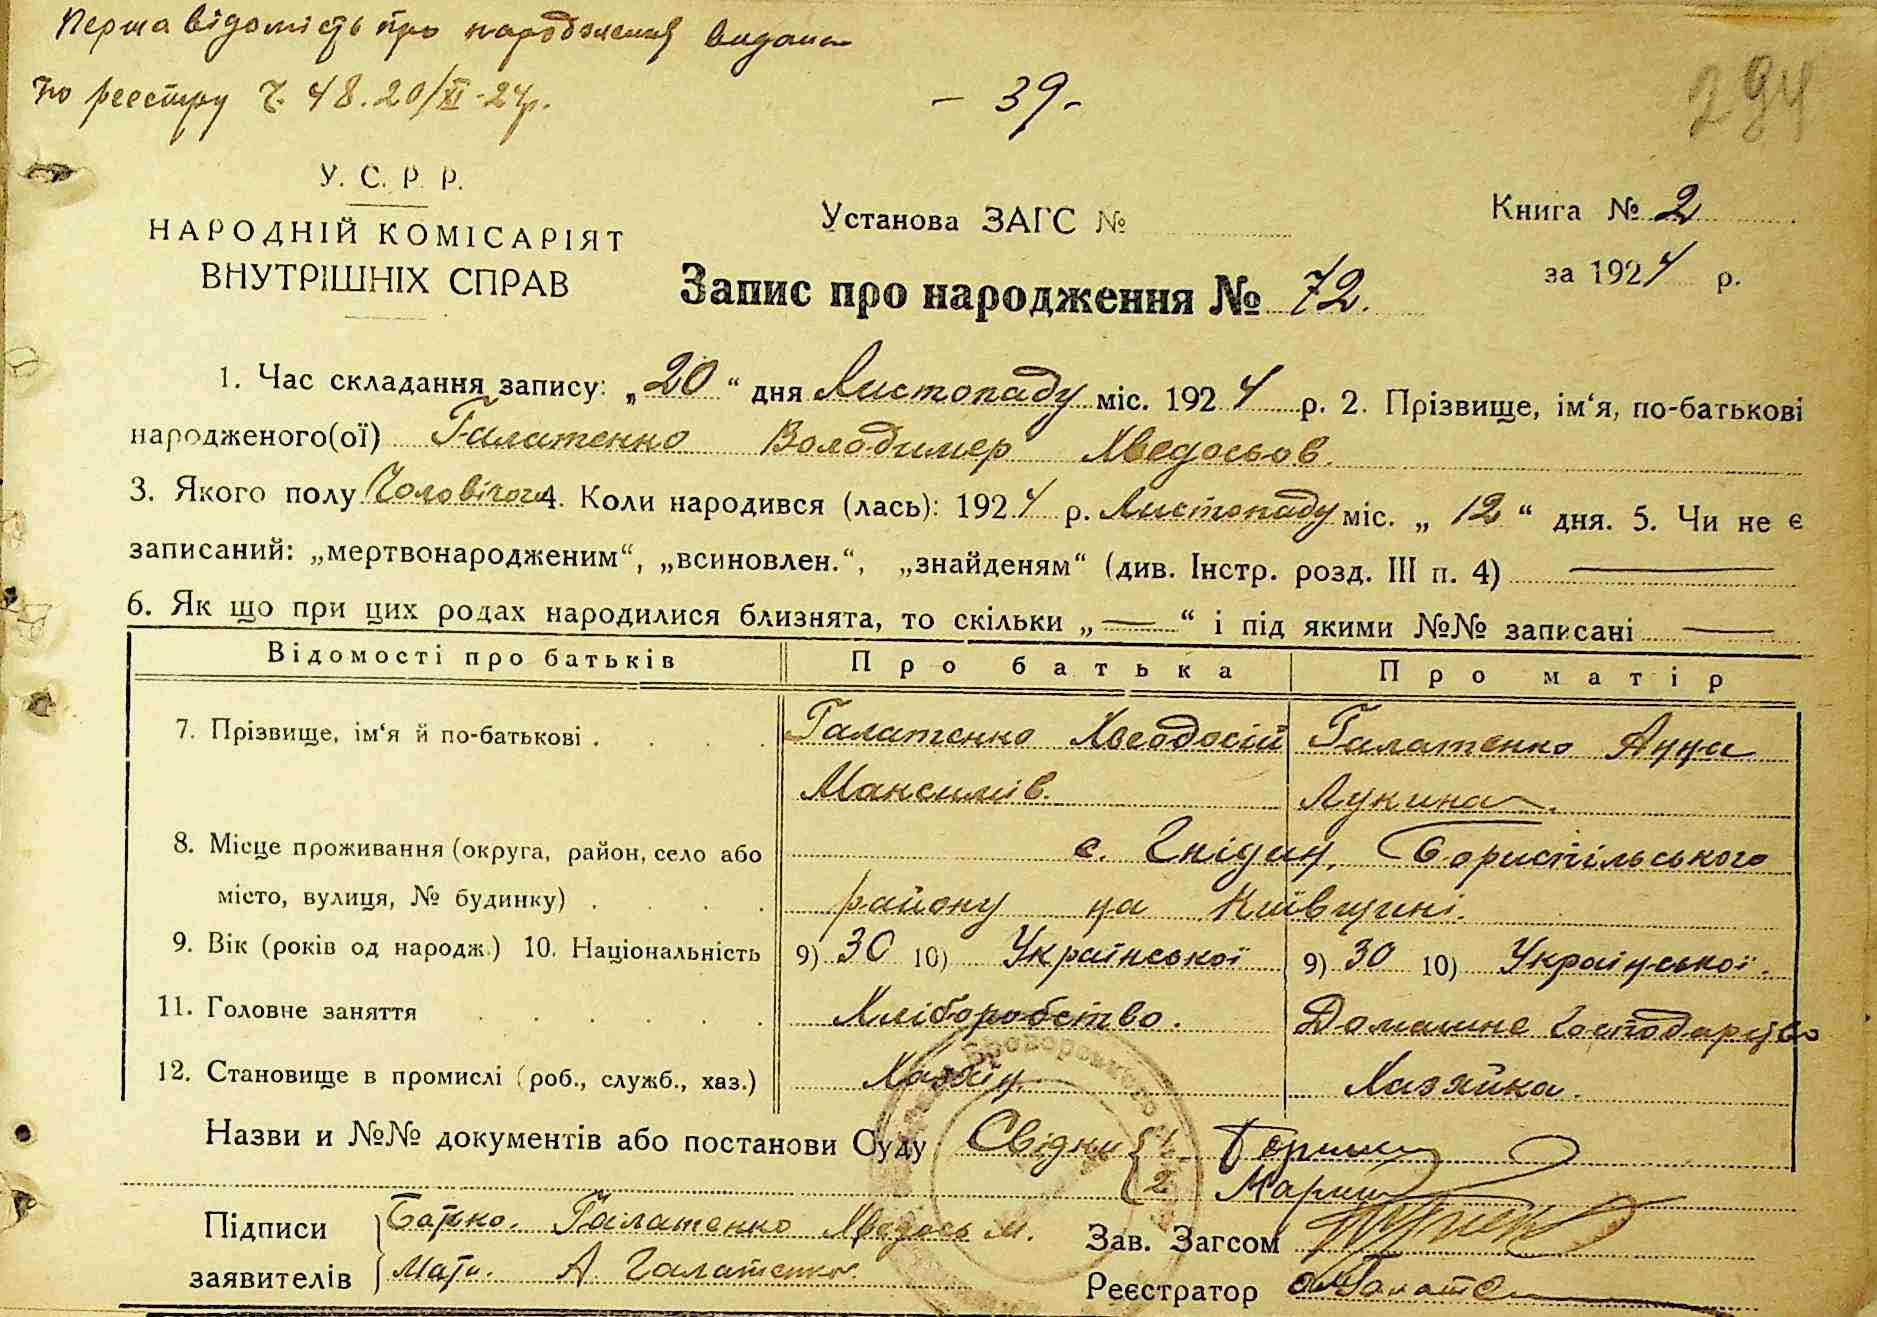 Перша відомість про народження видана
по реєстру Ч. 48. 20/XI-24р.
- 39 -
294
У. С. Р. Р.
НАРОДНІЙ КОМІСАРІЯТ
ВНУТРІШНІХ СПРАВ
Установа ЗАГС №
Книга № 2
за 1924 р.
Запис про народження № 72.
1. Час складання запису: „20“ дня Листопаду міс. 1924 р. 2. Прізвище, ім‘я, по-батькові
народженого(ої) Галатенко Володимер Хведосьов.
3. Якого полу Чоловічого 4. Коли народився (лась): 1924 р. Листопаду міс. „12“ дня. 5. Чи не є
записаний: „мертвонародженим“, „всиновлен.“, „знайденям“ (див. Інстр. розд. III п. 4) —
6. Як що при цих родах народилися близнята, то скільки „—“ і під якими №№ записані —
Відомості про батьків Про батька Про матір
7. Прізвище, ім‘я й по-батькові . . . . Галатенко Хведосій Галатенко Анна
Максимів. Лукина.
8. Місце проживання (округа, район, село або с. Гнідин, Бориспільського
місто, вулиця, № будинку) . . . . району на Київщині.
9. Вік (років од народж.) 10. Національність 9) 30 10) Української 9) 30 10) Української.
11. Головне заняття . . . . . . Хліборобство. Домашнє господарство
12. Становище в промислі (роб., служб., хаз.) Хазяїн. Хазяйка.
Назви и №№ документів або постанови Суду Свідки { 1.
2
Підписи
заявителів
Батько. Галатенко Хведось М.
Мати. А. Галатенко.
Зав. Загсом
Реєстратор
Броварського